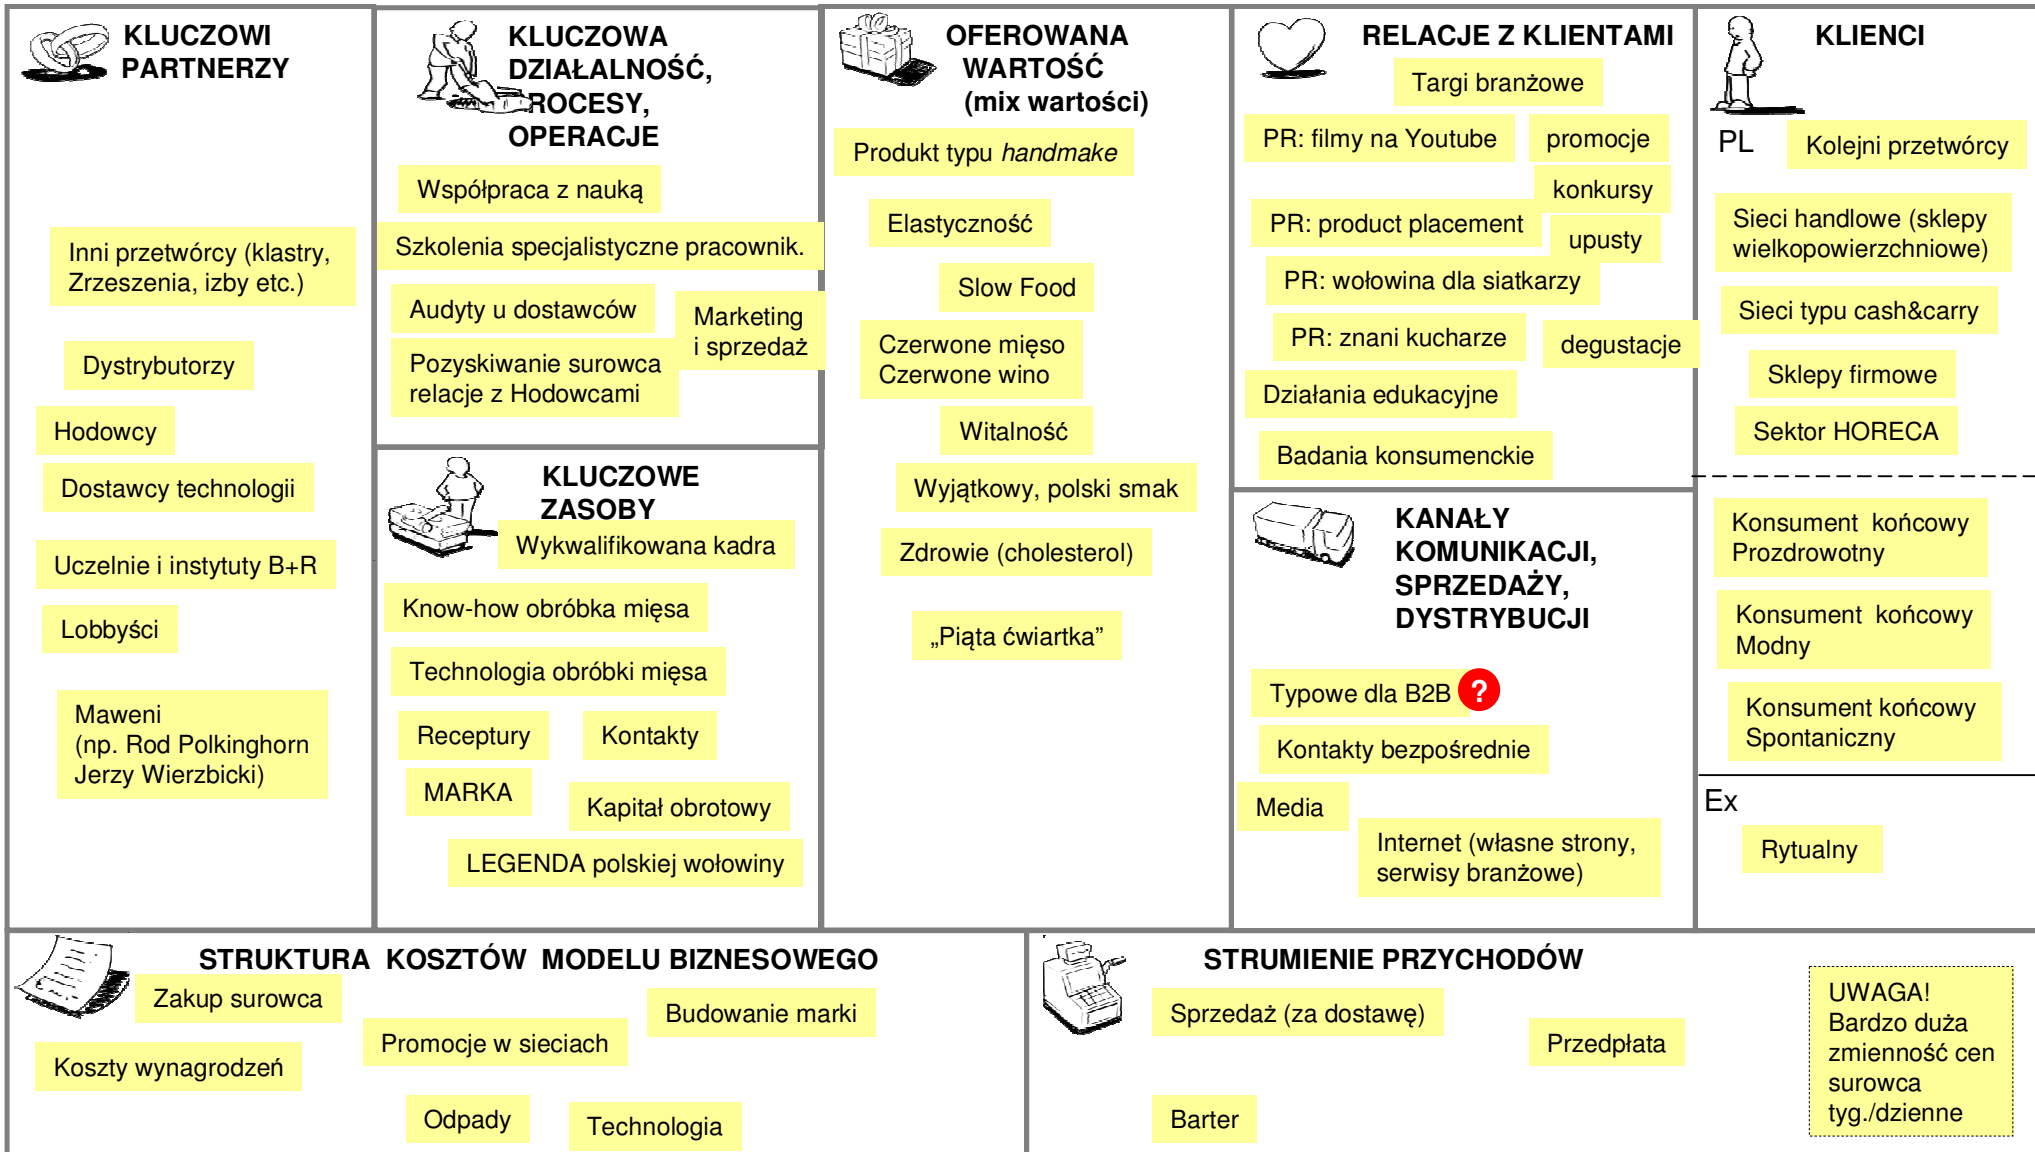 KLUCZOWI
PARTNERZY
Inni przetwórcy (klastry,
Zrzeszenia, izby etc.)
Dystrybutorzy
Hodowcy
Dostawcy technologii
Uczelnie i instytuty B+R
Lobbyści
Maweni
(np. Rod Polkinghorn
Jerzy Wierzbicki)
KLUCZOWA
DZIAŁALNOŚĆ,
ROCESY,
OPERACJE
Współpraca z nauką
Szkolenia specjalistyczne pracownik.
Audyty u dostawców
Marketing
i sprzedaż
Pozyskiwanie surowca
relacje z Hodowcami
KLUCZOWE
ZASOBY
Wykwalifikowana kadra
Know-how obróbka mięsa
Technologia obróbki mięsa
Receptury
Kontakty
MARKA
Kapitał obrotowy
LEGENDA polskiej wołowiny
OFEROWANA
WARTOŚĆ
(mix wartości)
Produkt typu handmake
Elastyczność
Slow Food
Czerwone mięso
Czerwone wino
Witalność
Wyjątkowy, polski smak
Zdrowie (cholesterol)
„Piąta ćwiartka”
RELACJE Z KLIENTAMI
Targi branżowe
PR: filmy na Youtube
promocje
konkursy
PR: product placement
upusty
PR: wołowina dla siatkarzy
PR: znani kucharze
degustacje
Działania edukacyjne
Badania konsumenckie
KANAŁY
KOMUNIKACJI,
SPRZEDAŻY,
DYSTRYBUCJI
Typowe dla B2B ?
Kontakty bezpośrednie
Media
Internet (własne strony,
serwisy branżowe)
KLIENCI
PL
Kolejni przetwórcy
Sieci handlowe (sklepy
wielkopowierzchniowe)
Sieci typu cash&carry
Sklepy firmowe
Sektor HORECA
Konsument końcowy
Prozdrowotny
Konsument końcowy
Modny
Konsument końcowy
Spontaniczny
Ex
Rytualny
STRUKTURA KOSZTÓW MODELU BIZNESOWEGO
Zakup surowca
Budowanie marki
Promocje w sieciach
Koszty wynagrodzeń
Odpady
Technologia
STRUMIENIE PRZYCHODÓW
Sprzedaż (za dostawę)
Przedpłata
Barter
UWAGA!
Bardzo duża
zmienność cen
surowca
tyg./dzienne